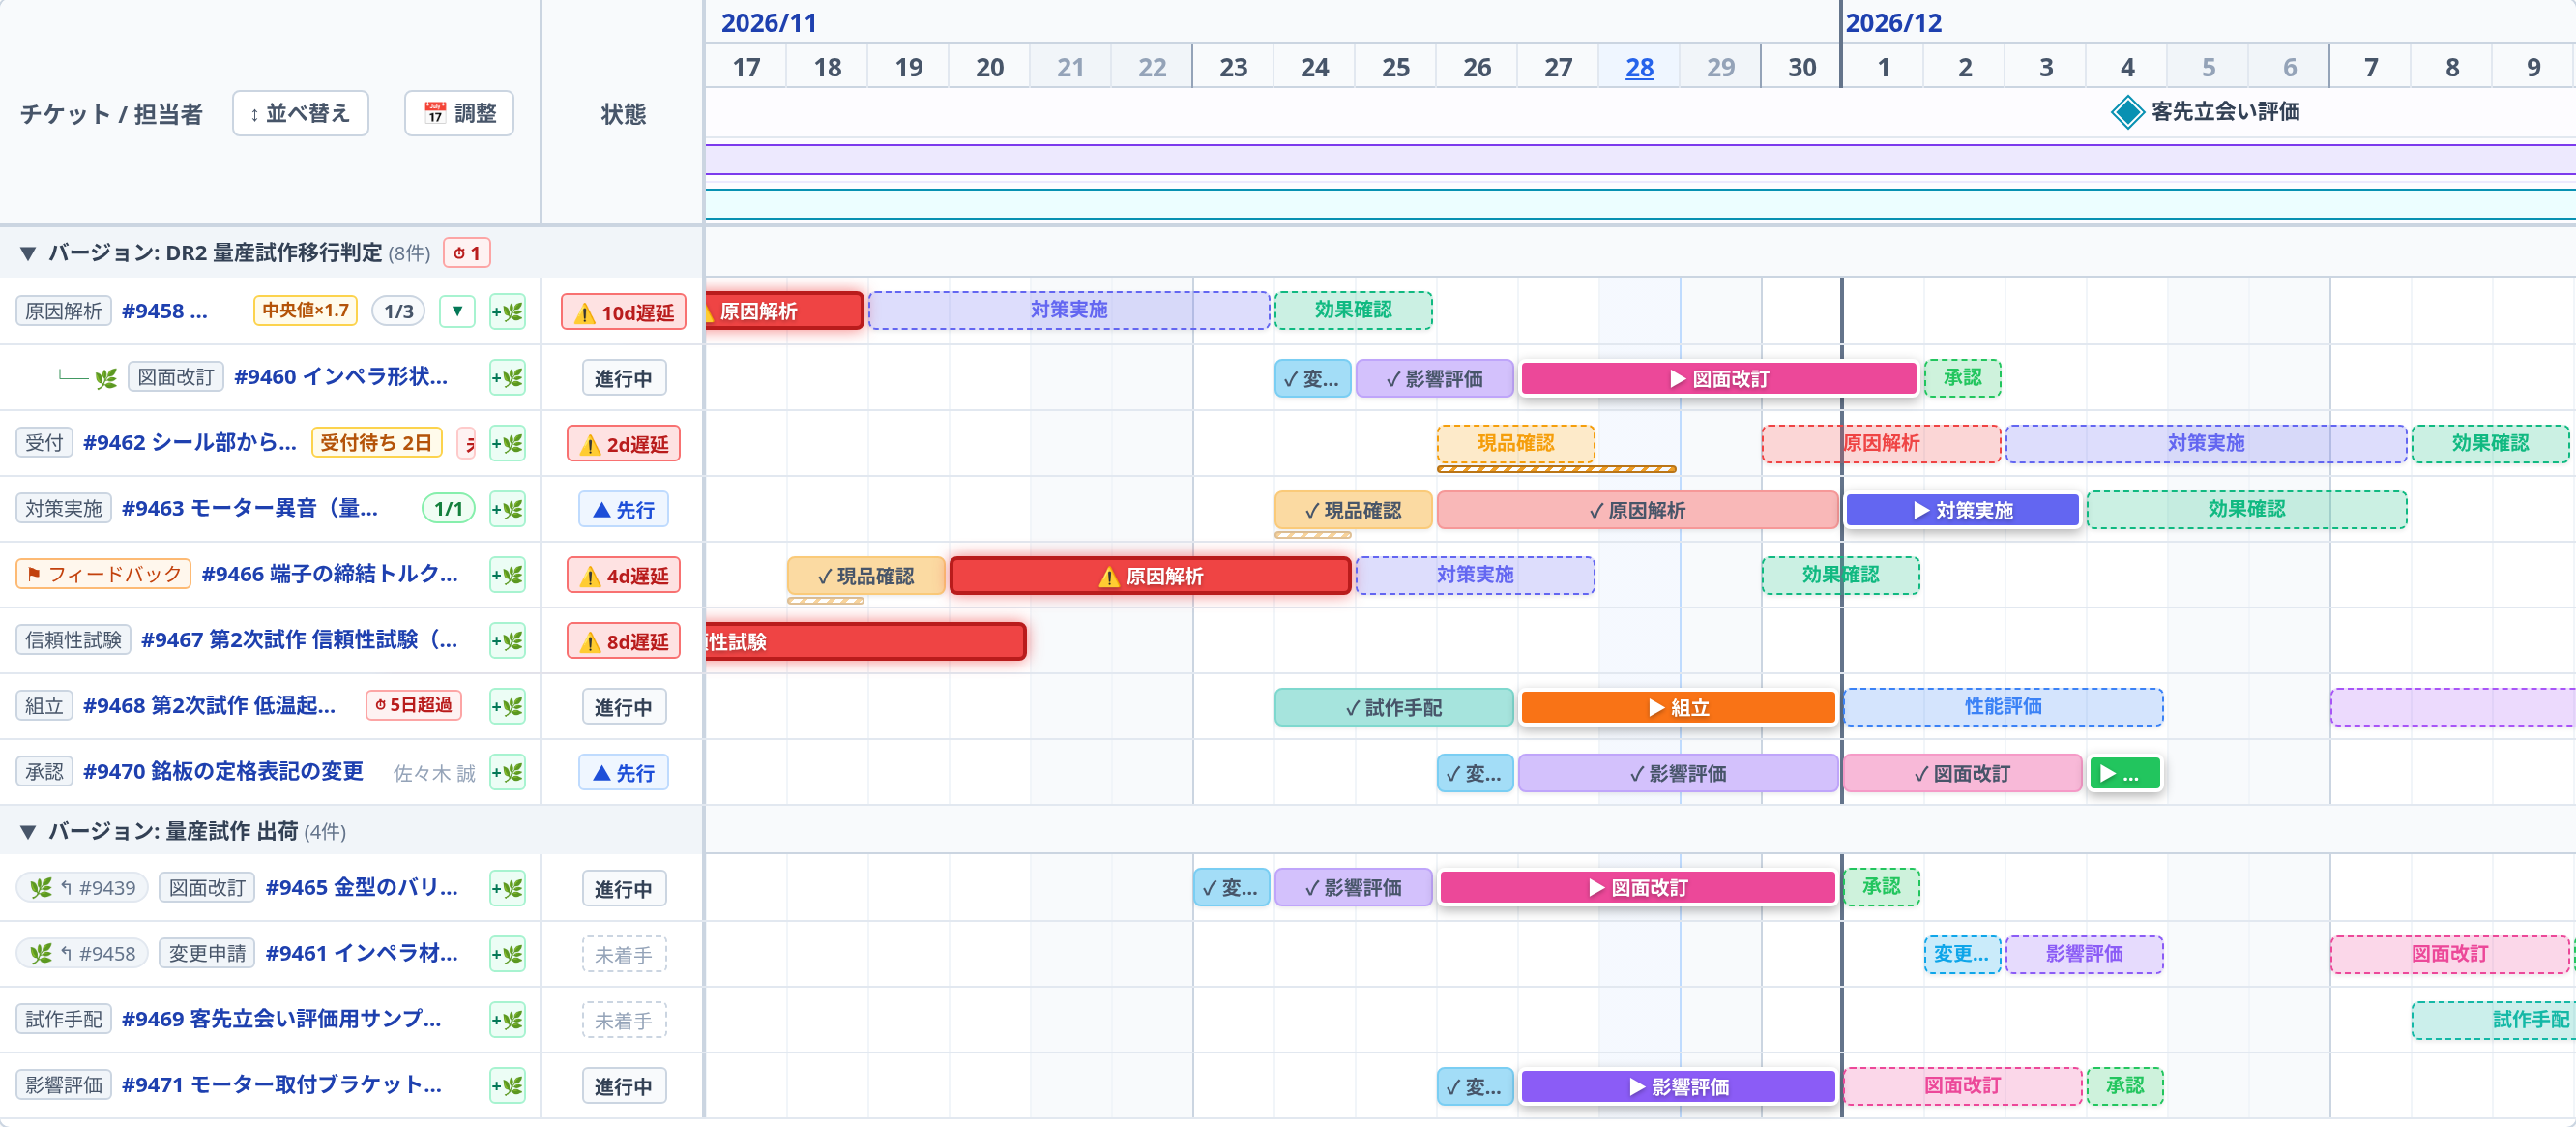 2026/11 2026/12
17 18 19 20 21 22 23 24 25 26 27 28 29 30 1 2 3 4 5 6 7 8 9
チケット / 担当者 ↕ 並べ替え 📅 調整 状態
客先立会い評価
▼ バージョン: DR2 量産試作移行判定 (8件) ⏱ 1
原因解析 #9458 ... 中央値×1.7 1/3 ▼ +🌿 ⚠️ 10d遅延 原因解析 対策実施 効果確認
└─ 🌿 図面改訂 #9460 インペラ形状... +🌿 進行中 ✓ 変... ✓ 影響評価 ▶ 図面改訂 承認
受付 #9462 シール部から... 受付待ち 2日 +🌿 ⚠️ 2d遅延 現品確認 原因解析 対策実施 効果確認
対策実施 #9463 モーター異音（量... 1/1 +🌿 ▲ 先行 ✓ 現品確認 ✓ 原因解析 ▶ 対策実施 効果確認
⚑ フィードバック #9466 端子の締結トルク... +🌿 ⚠️ 4d遅延 ✓ 現品確認 ⚠️ 原因解析 対策実施 効果確認
信頼性試験 #9467 第2次試作 信頼性試験（... +🌿 ⚠️ 8d遅延 性試験
組立 #9468 第2次試作 低温起... ⏱ 5日超過 +🌿 進行中 ✓ 試作手配 ▶ 組立 性能評価
承認 #9470 銘板の定格表記の変更 佐々木 誠 +🌿 ▲ 先行 ✓ 変... ✓ 影響評価 ✓ 図面改訂 ▶ ...
▼ バージョン: 量産試作 出荷 (4件)
🌿 ↰ #9439 図面改訂 #9465 金型のバリ... +🌿 進行中 ✓ 変... ✓ 影響評価 ▶ 図面改訂 承認
🌿 ↰ #9458 変更申請 #9461 インペラ材... +🌿 未着手 変更... 影響評価 図面改訂
試作手配 #9469 客先立会い評価用サンプ... +🌿 未着手 試作手配
影響評価 #9471 モーター取付ブラケット... +🌿 進行中 ✓ 変... ▶ 影響評価 図面改訂 承認